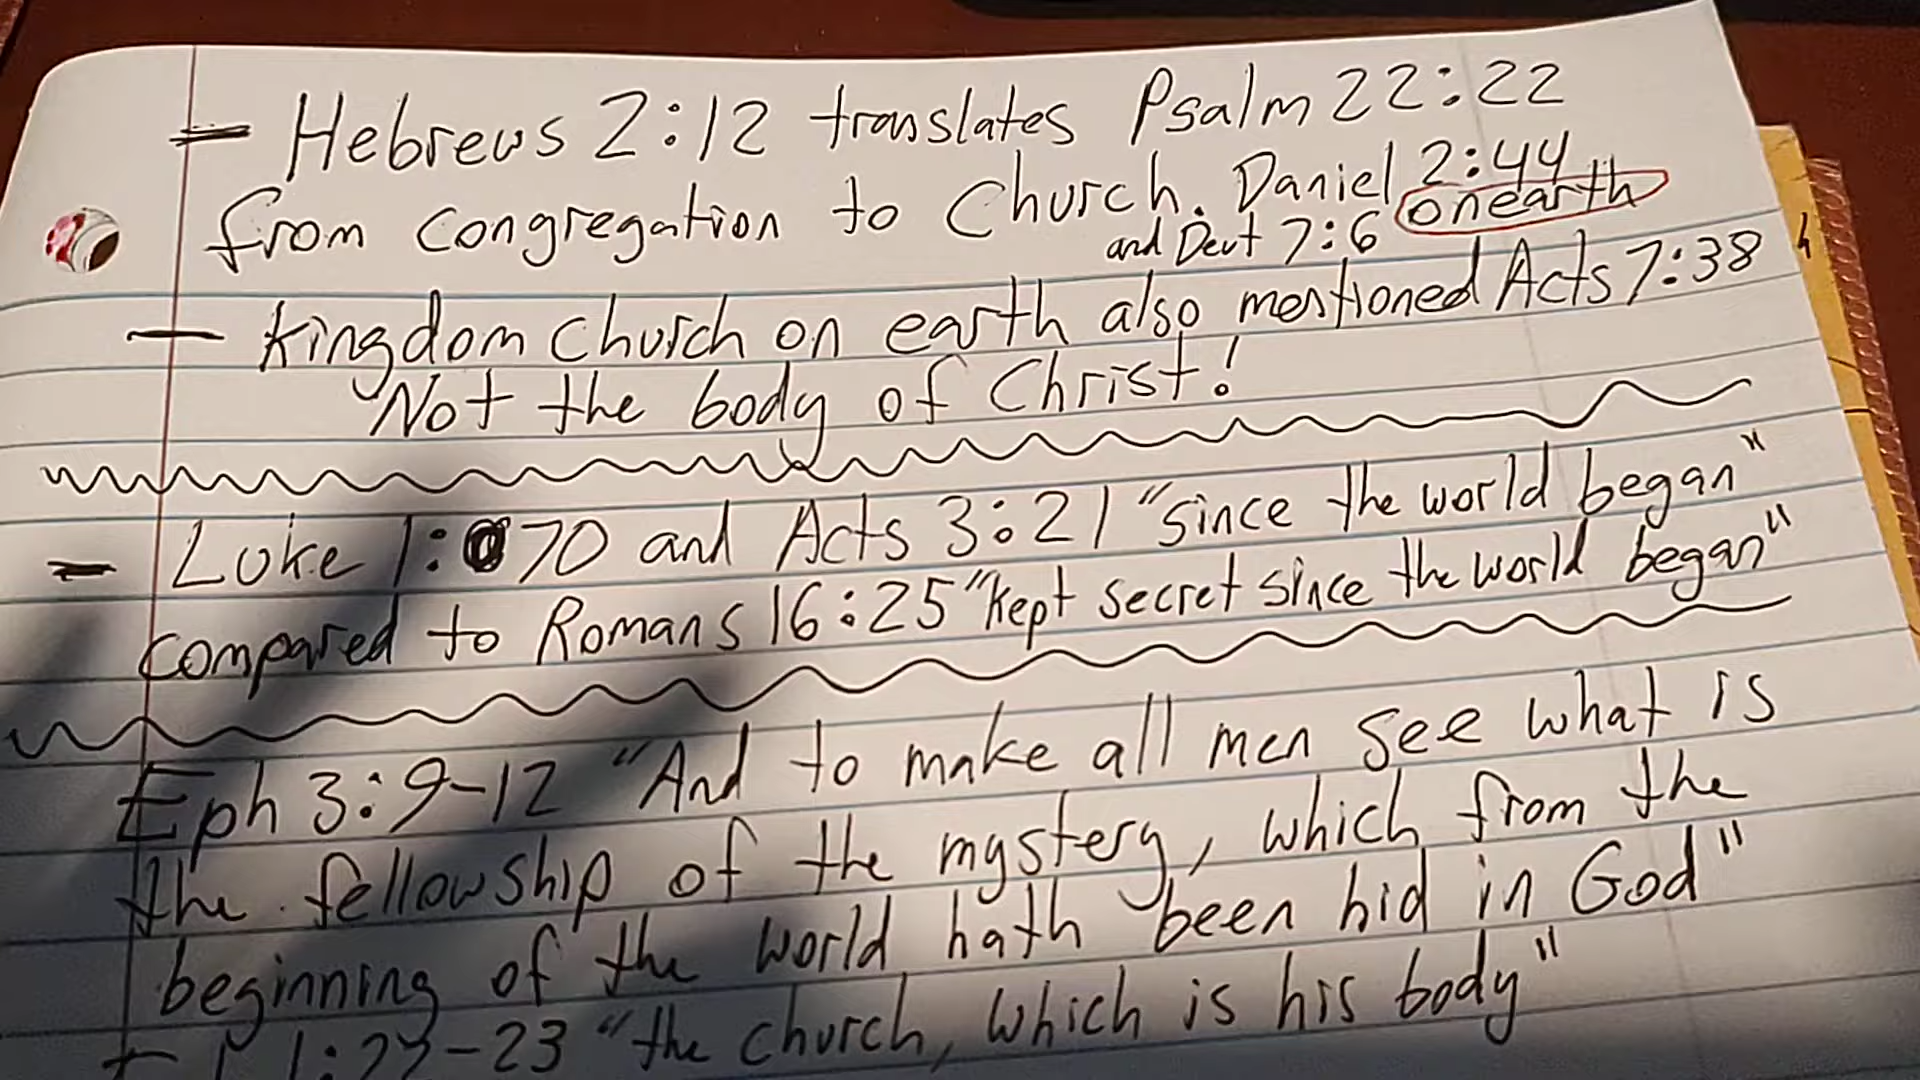 — Hebrews 2:12 translates Psalm 22:22
from congregation to Church. Daniel 2:44
and Deut 7:6 on earth
— Kingdom church on earth also mentioned Acts 7:38
Not the body of Christ!
— Luke 1:70 and Acts 3:21 "since the world began"
compared to Romans 16:25 "kept secret since the world began"
Eph 3:9-12 "And to make all men see what is
the fellowship of the mystery, which from the
beginning of the world hath been hid in God"
1:22-23 "the church, which is his body"